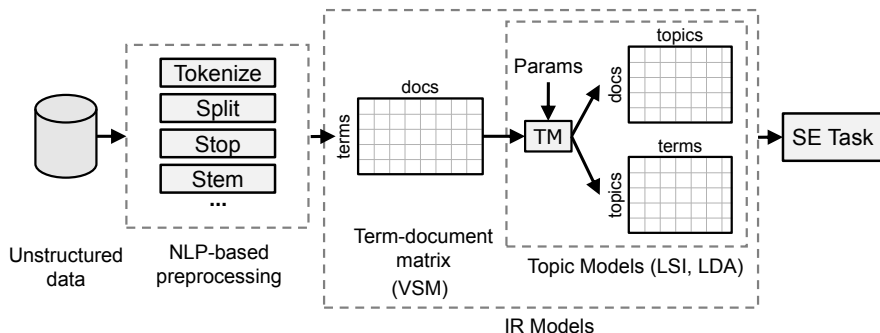 Unstructured
data
Tokenize
Split
Stop
Stem
...
NLP-based
preprocessing
docs
terms
Term-document
matrix
(VSM)
Params
TM
topics
docs
terms
topics
Topic Models (LSI, LDA)
IR Models
SE Task